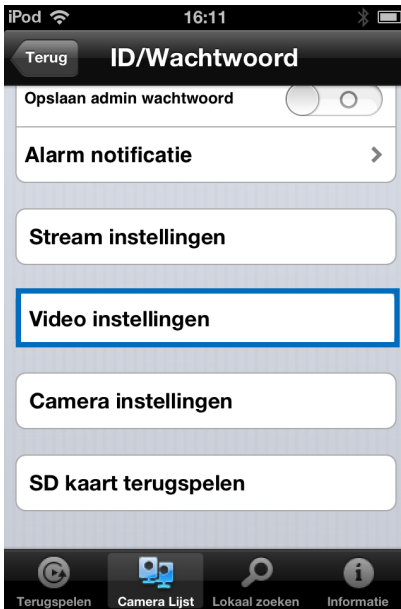 iPod 16:11
Terug ID/Wachtwoord
Opslaan admin wachtwoord
Alarm notificatie
Stream instellingen
Video instellingen
Camera instellingen
SD kaart terugspelen
Terugspelen Camera Lijst Lokaal zoeken Informatie